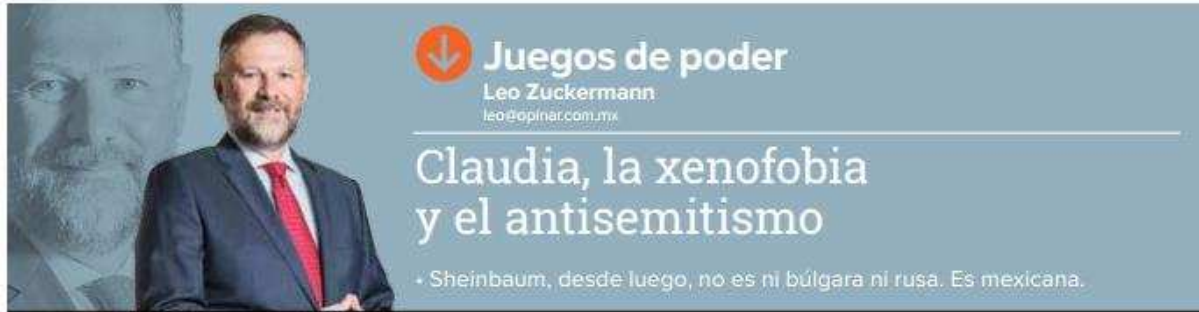 Juegos de poder
Leo Zuckermann
leo@opinar.com.mx
Claudia, la xenofobia
y el antisemitismo
• Sheinbaum, desde luego, no es ni búlgara ni rusa. Es mexicana.